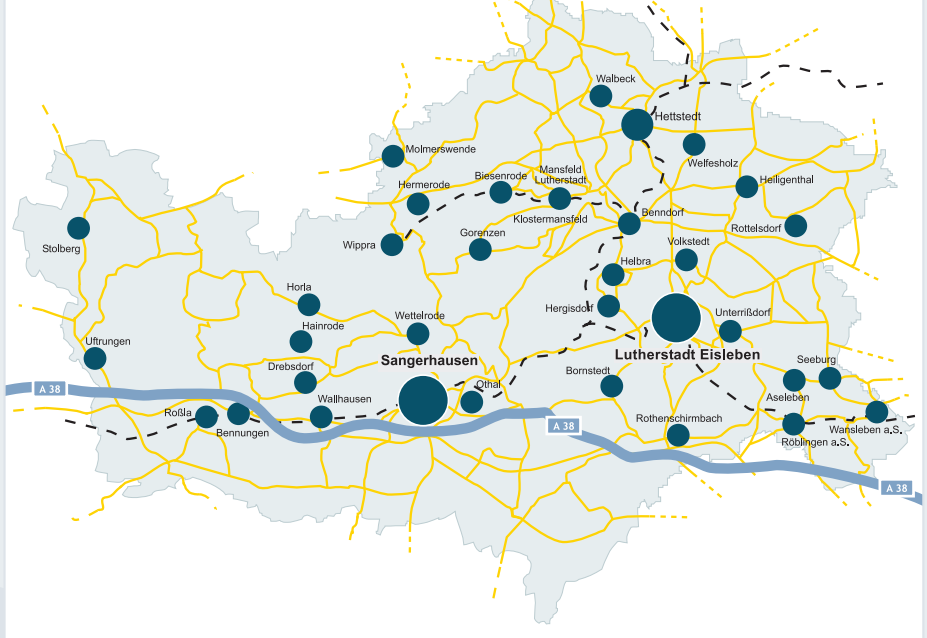 Walbeck
Hettstedt
Molmerswende
Welfesholz
Mansfeld
Lutherstadt
Biesenrode
Heiligenthal
Hermerode
Klostermansfeld
Benndorf
Rottelsdorf
Stolberg
Wippra
Gorenzen
Volkstedt
Helbra
Horla
Hergisdorf
Unterrißdorf
Wettelrode
Hainrode
Uftrungen
Sangerhausen
Lutherstadt Eisleben
Seeburg
Drebsdorf
Bornstedt
A 38
Othal
Aseleben
Wallhausen
Roßla
Bennungen
A 38
Rothenschirmbach
Wansleben a.S.
Röblingen a.S.
A 38